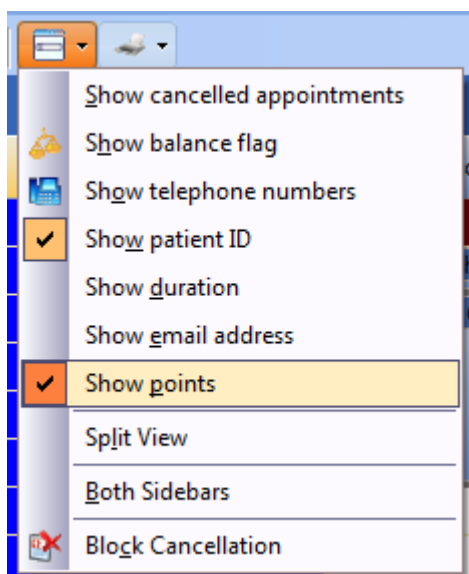 Show cancelled appointments
Show balance flag
Show telephone numbers
Show patient ID
Show duration
Show email address
Show points
Split View
Both Sidebars
Block Cancellation